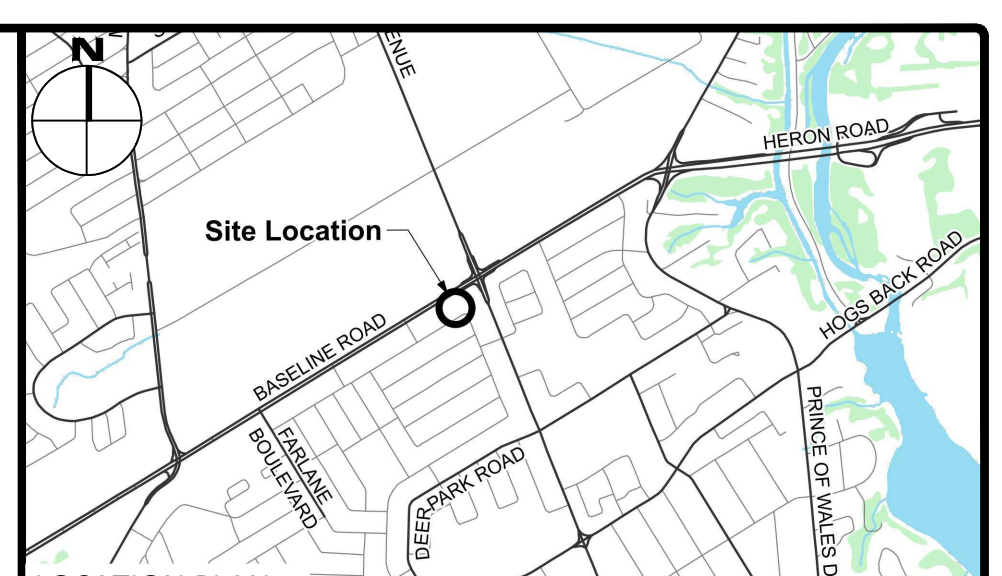 N
ENUE
HERON ROAD
Site Location
HOGS BACK ROAD
BASELINE ROAD
FARLANE
BOULEVARD
PRINCE OF WALES D
DEER PARK ROAD